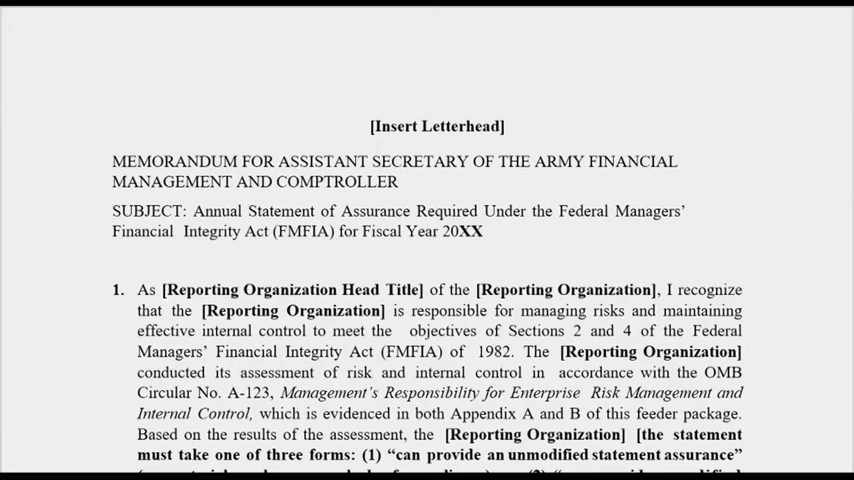 [Insert Letterhead]
MEMORANDUM FOR ASSISTANT SECRETARY OF THE ARMY FINANCIAL
MANAGEMENT AND COMPTROLLER
SUBJECT: Annual Statement of Assurance Required Under the Federal Managers’
Financial Integrity Act (FMFIA) for Fiscal Year 20XX
1. As [Reporting Organization Head Title] of the [Reporting Organization], I recognize
that the [Reporting Organization] is responsible for managing risks and maintaining
effective internal control to meet the objectives of Sections 2 and 4 of the Federal
Managers’ Financial Integrity Act (FMFIA) of 1982. The [Reporting Organization]
conducted its assessment of risk and internal control in accordance with the OMB
Circular No. A-123, Management’s Responsibility for Enterprise Risk Management and
Internal Control, which is evidenced in both Appendix A and B of this feeder package.
Based on the results of the assessment, the [Reporting Organization] [the statement
must take one of three forms: (1) “can provide an unmodified statement assurance”